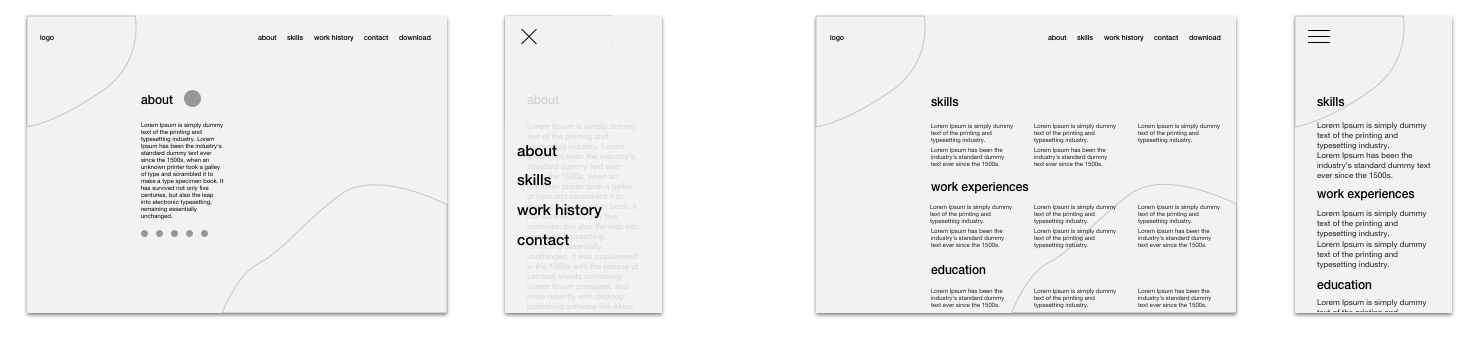 logo
about skills work history contact download
about
Lorem Ipsum is simply dummy
text of the printing and
typesetting industry. Lorem
Ipsum has been the industry's
standard dummy text ever
since the 1500s, when an
unknown printer took a galley
of type and scrambled it to
make a type specimen book. It
has survived not only five
centuries, but also the leap
into electronic typesetting,
remaining essentially
unchanged.
about
Lorem Ipsum is simply dummy
text of the printing and
typesetting industry. Lorem
has been the industry's
standard dummy text ever
since the 1500s, when an
unknown printer took a galley
of type and scrambled it to
book. It
five
centuries, but also the leap into
typesetting,
essentially
unchanged. It was popularised
in the 1960s with the release of
Letraset sheets containing
Lorem Ipsum passages, and
more recently with desktop
publishing software like Aldus
about
skills
work history
contact
logo
about skills work history contact download
skills
Lorem Ipsum is simply dummy
text of the printing and
typesetting industry.
Lorem Ipsum has been the
industry's standard dummy
text ever since the 1500s.
Lorem Ipsum is simply dummy
text of the printing and
typesetting industry.
Lorem Ipsum has been the
industry's standard dummy
text ever since the 1500s.
Lorem Ipsum is simply dummy
text of the printing and
typesetting industry.
work experiences
Lorem Ipsum is simply dummy
text of the printing and
typesetting industry.
Lorem Ipsum has been the
industry's standard dummy
text ever since the 1500s.
Lorem Ipsum is simply dummy
text of the printing and
typesetting industry.
Lorem Ipsum is simply dummy
text of the printing and
typesetting industry.
Lorem Ipsum is simply dummy
text of the printing and
typesetting industry.
Lorem Ipsum has been the
industry's standard dummy
text ever since the 1500s.
education
Lorem Ipsum has been the
industry's standard dummy
text ever since the 1500s.
Lorem Ipsum is simply dummy
text of the printing and
typesetting industry.
Lorem Ipsum has been the
industry's standard dummy
text ever since the 1500s.
skills
Lorem Ipsum is simply dummy
text of the printing and
typesetting industry.
Lorem Ipsum has been the
industry's standard dummy text
ever since the 1500s.
work experiences
Lorem Ipsum is simply dummy
text of the printing and
typesetting industry.
Lorem Ipsum is simply dummy
text of the printing and
typesetting industry.
education
Lorem Ipsum is simply dummy
text of the printing and